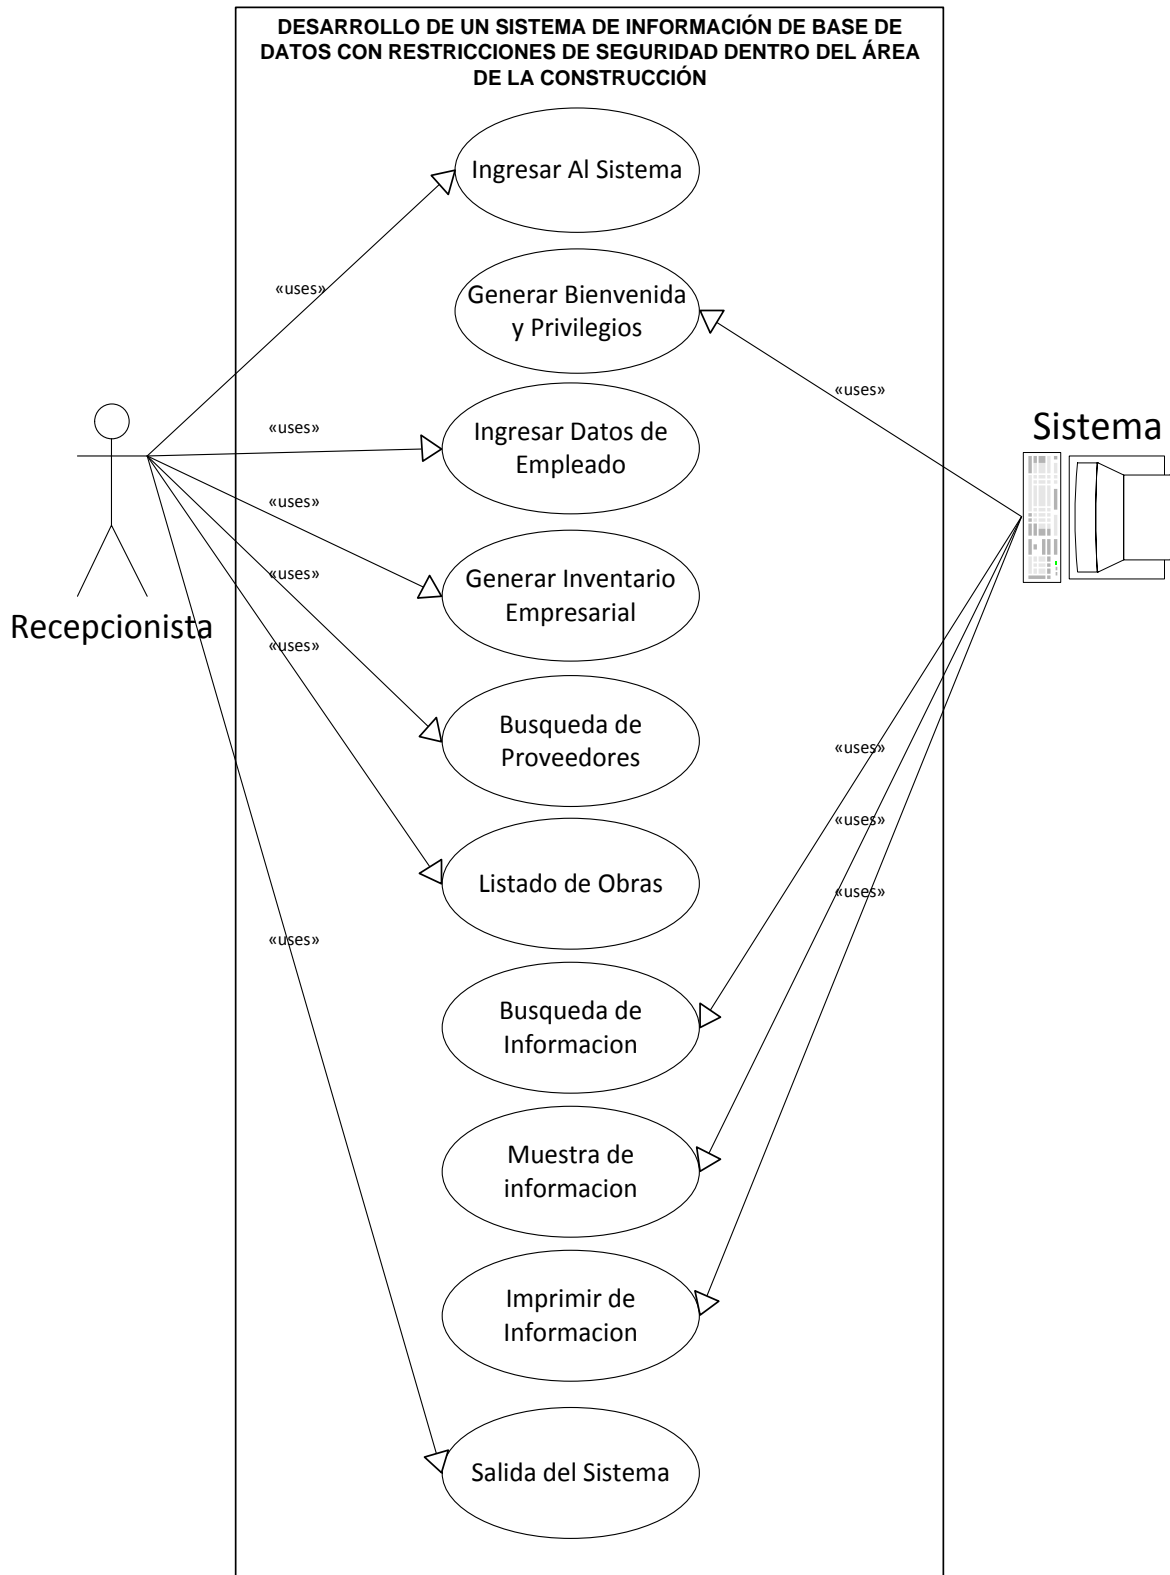 DESARROLLO DE UN SISTEMA DE INFORMACIÓN DE BASE DE
DATOS CON RESTRICCIONES DE SEGURIDAD DENTRO DEL ÁREA
DE LA CONSTRUCCIÓN
Ingresar Al Sistema
«uses»
Generar Bienvenida
y Privilegios
«uses»
Sistema
«uses»
Ingresar Datos de
Empleado
«uses»
Generar Inventario
Empresarial
«uses»
Recepcionista
«uses»
Busqueda de
Proveedores
«uses»
«uses»
Listado de Obras
«uses»
«uses»
Busqueda de
Informacion
Muestra de
informacion
Imprimir de
Informacion
Salida del Sistema